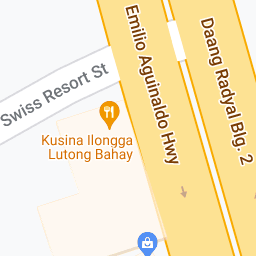 Emilio Aguinaldo Hwy
Daang Radyal Blg. 2
Swiss Resort St
Kusina Ilongga
Lutong Bahay